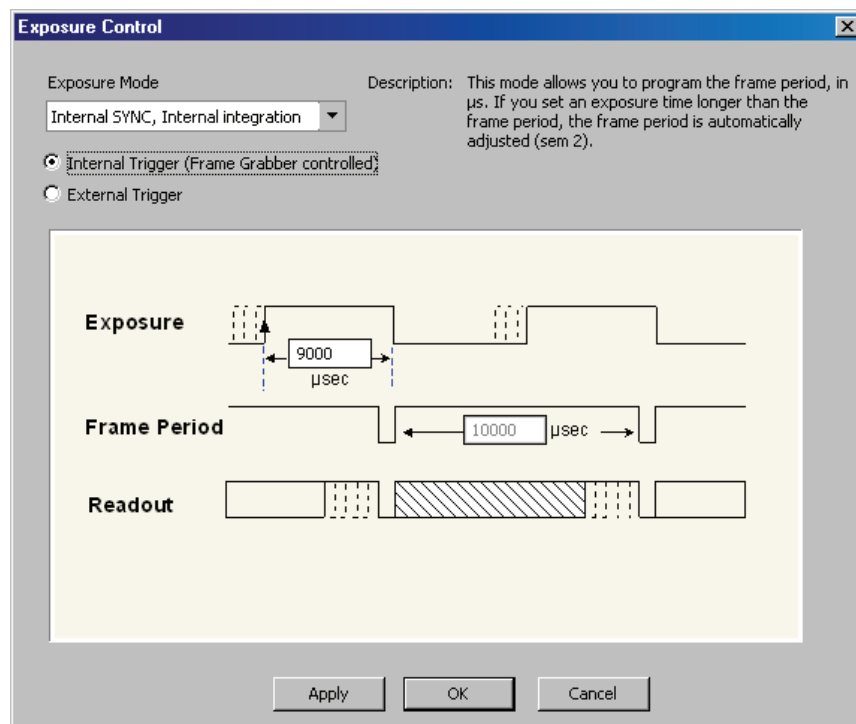 Exposure Control
Exposure Mode
Internal SYNC, Internal integration
Internal Trigger (Frame Grabber controlled)
External Trigger
Description: This mode allows you to program the frame period, in
µs. If you set an exposure time longer than the
frame period, the frame period is automatically
adjusted (sem 2).
Exposure
9000
µsec
Frame Period
10000 µsec
Readout
Apply OK Cancel